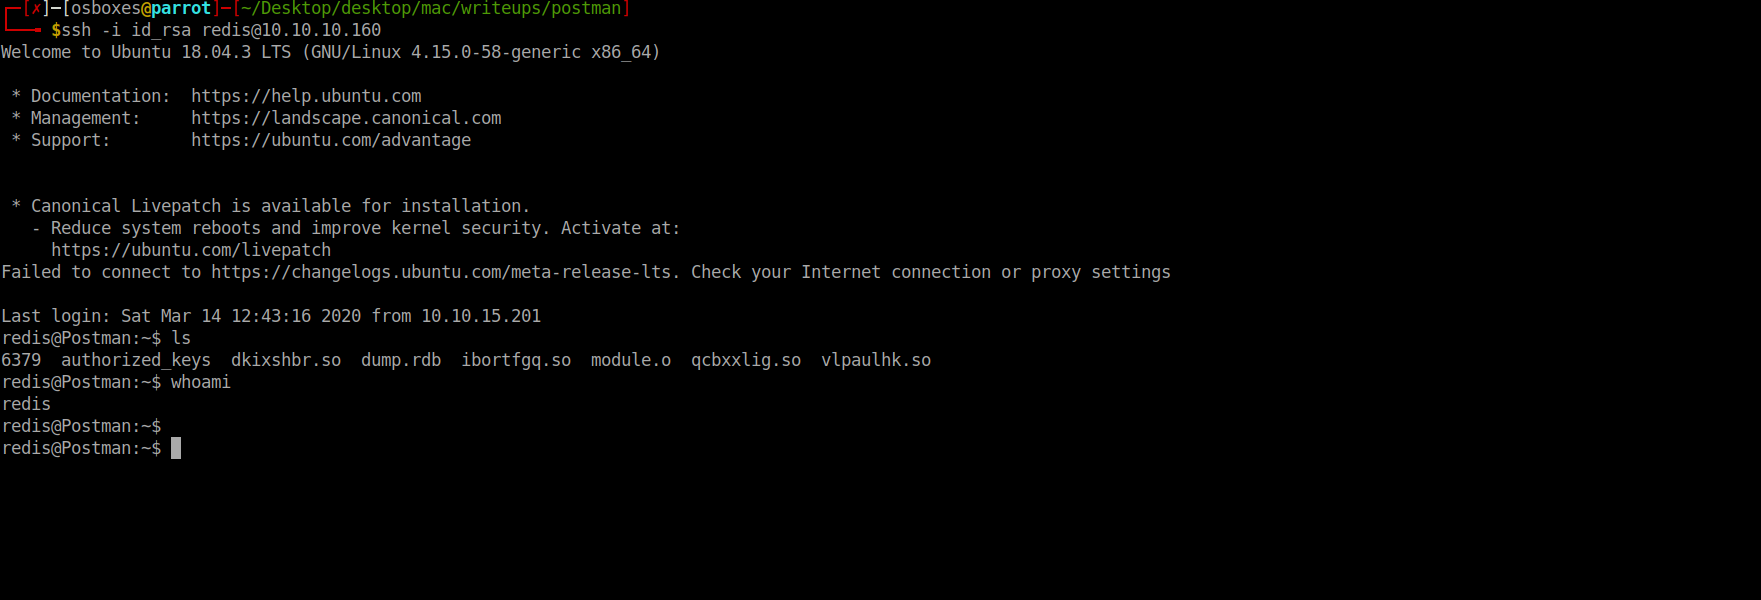 ┌─[✗]─[osboxes@parrot]─[~/Desktop/desktop/mac/writeups/postman]
└──╼ $ssh -i id_rsa redis@10.10.10.160
Welcome to Ubuntu 18.04.3 LTS (GNU/Linux 4.15.0-58-generic x86_64)
* Documentation:  https://help.ubuntu.com
* Management:     https://landscape.canonical.com
* Support:        https://ubuntu.com/advantage
* Canonical Livepatch is available for installation.
- Reduce system reboots and improve kernel security. Activate at:
https://ubuntu.com/livepatch
Failed to connect to https://changelogs.ubuntu.com/meta-release-lts. Check your Internet connection or proxy settings
Last login: Sat Mar 14 12:43:16 2020 from 10.10.15.201
redis@Postman:~$ ls
6379  authorized_keys  dkixshbr.so  dump.rdb  ibortfgq.so  module.o  qcbxxlig.so  vlpaulhk.so
redis@Postman:~$ whoami
redis
redis@Postman:~$
redis@Postman:~$